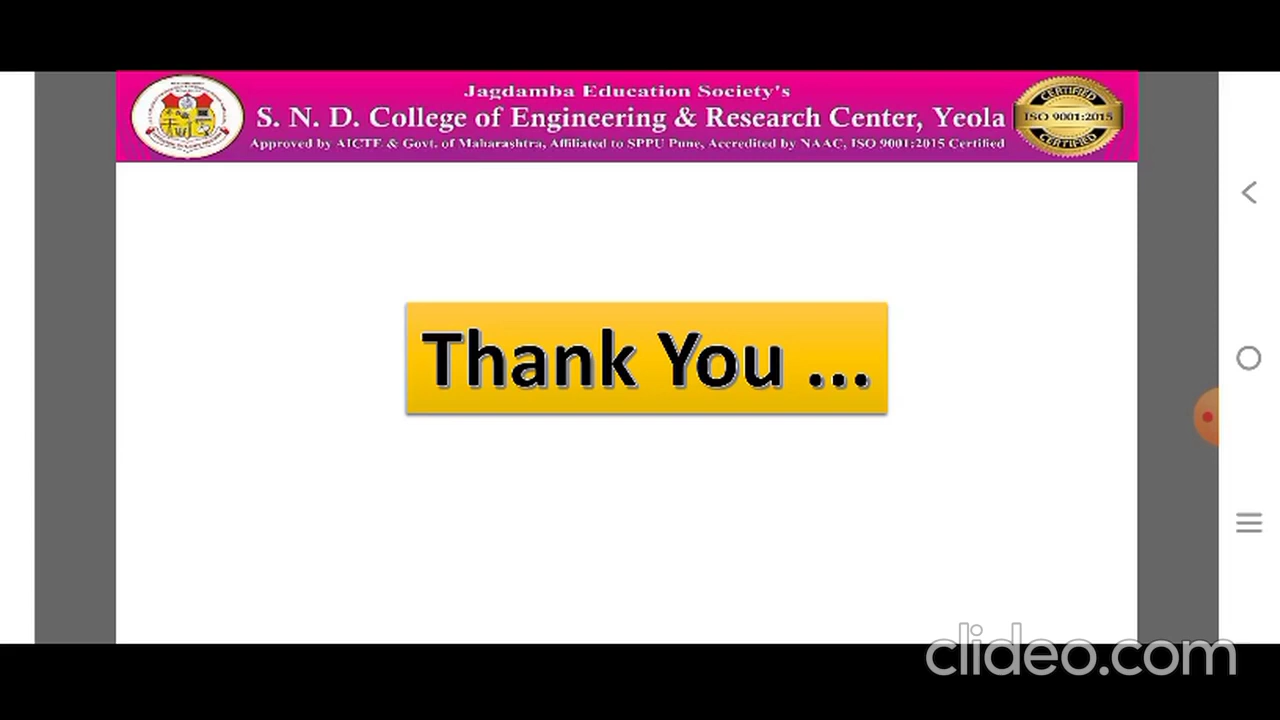 Jagdamba Education Society's
S. N. D. College of Engineering & Research Center, Yeola
Approved by AICTE & Govt. of Maharashtra, Affiliated to SPPU Pune, Accredited by NAAC, ISO 9001:2015 Certified
CERTIFIED
ISO 9001:2015
CERTIFIED
Thank You ...
clideo.com